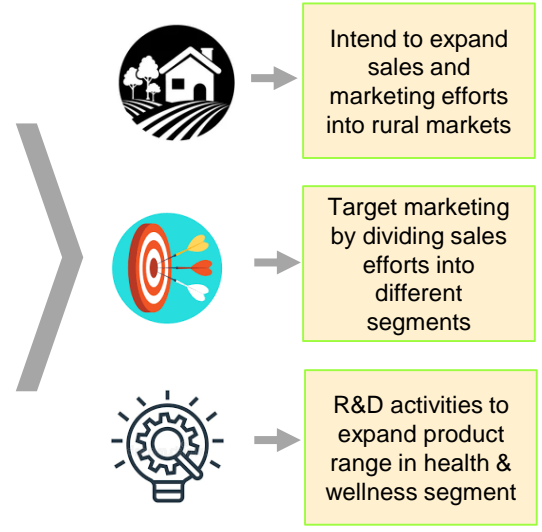 Intend to expand
sales and
marketing efforts
into rural markets
Target marketing
by dividing sales
efforts into
different
segments
R&D activities to
expand product
range in health &
wellness segment